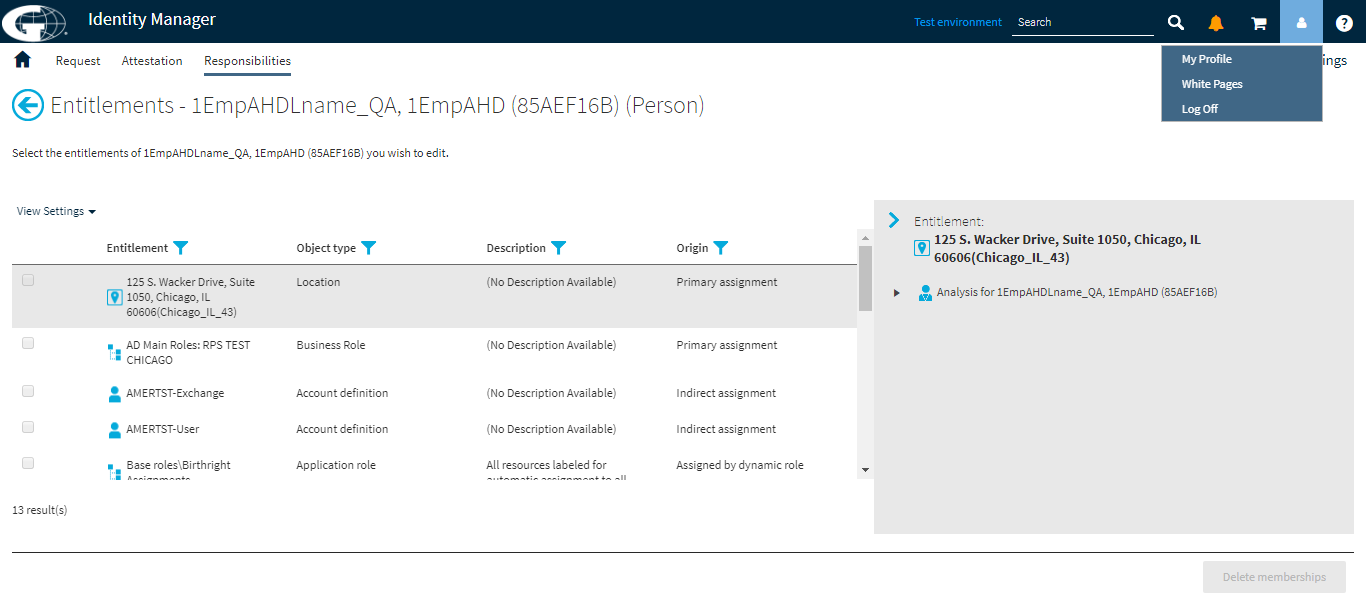 Identity Manager
Test environment
Search
Request
Attestation
Responsibilities
ings
My Profile
White Pages
Log Off
Entitlements - 1EmpAHDLname_QA, 1EmpAHD (85AEF16B) (Person)
Select the entitlements of 1EmpAHDLname_QA, 1EmpAHD (85AEF16B) you wish to edit.
View Settings
Entitlement
Object type
Description
Origin
125 S. Wacker Drive, Suite
1050, Chicago, IL
60606(Chicago_IL_43)
Location
(No Description Available)
Primary assignment
AD Main Roles: RPS TEST
CHICAGO
Business Role
(No Description Available)
Primary assignment
AMERTST-Exchange
Account definition
(No Description Available)
Indirect assignment
AMERTST-User
Account definition
(No Description Available)
Indirect assignment
Base roles\Birthright
Assignments
Application role
All resources labeled for
automatic assignment to all
Assigned by dynamic role
13 result(s)
Entitlement:
125 S. Wacker Drive, Suite 1050, Chicago, IL
60606(Chicago_IL_43)
Analysis for 1EmpAHDLname_QA, 1EmpAHD (85AEF16B)
Delete memberships